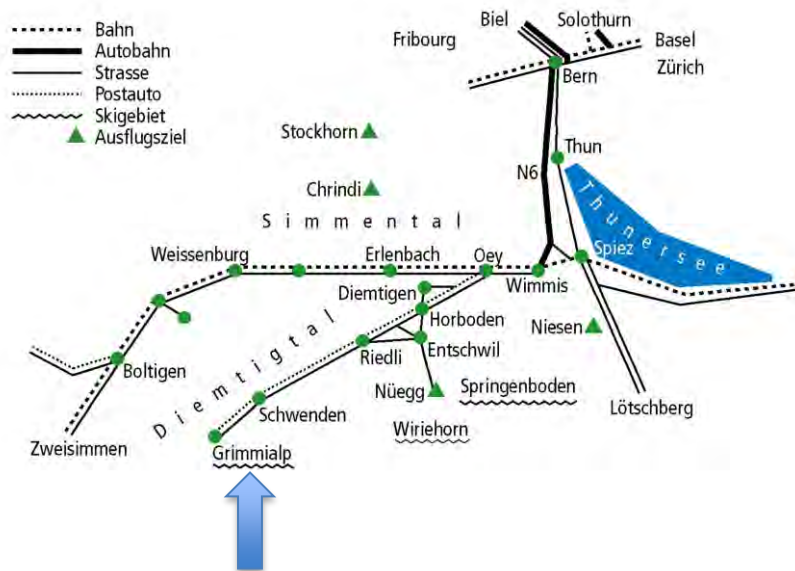 Bahn
Autobahn
Strasse
Postauto
Skigebiet
Ausflugsziel
Biel
Solothurn
Fribourg
Basel
Zürich
Bern
Stockhorn
Thun
Chrindi
N6
Thunersee
Simmental
Weissenburg
Erlenbach
Oey
Spiez
Wimmis
Diemtigen
Horboden
Niesen
Diemtigtal
Riedli
Entschwil
Boltigen
Nüegg
Springenboden
Schwenden
Lötschberg
Wiriehorn
Zweisimmen
Grimmialp